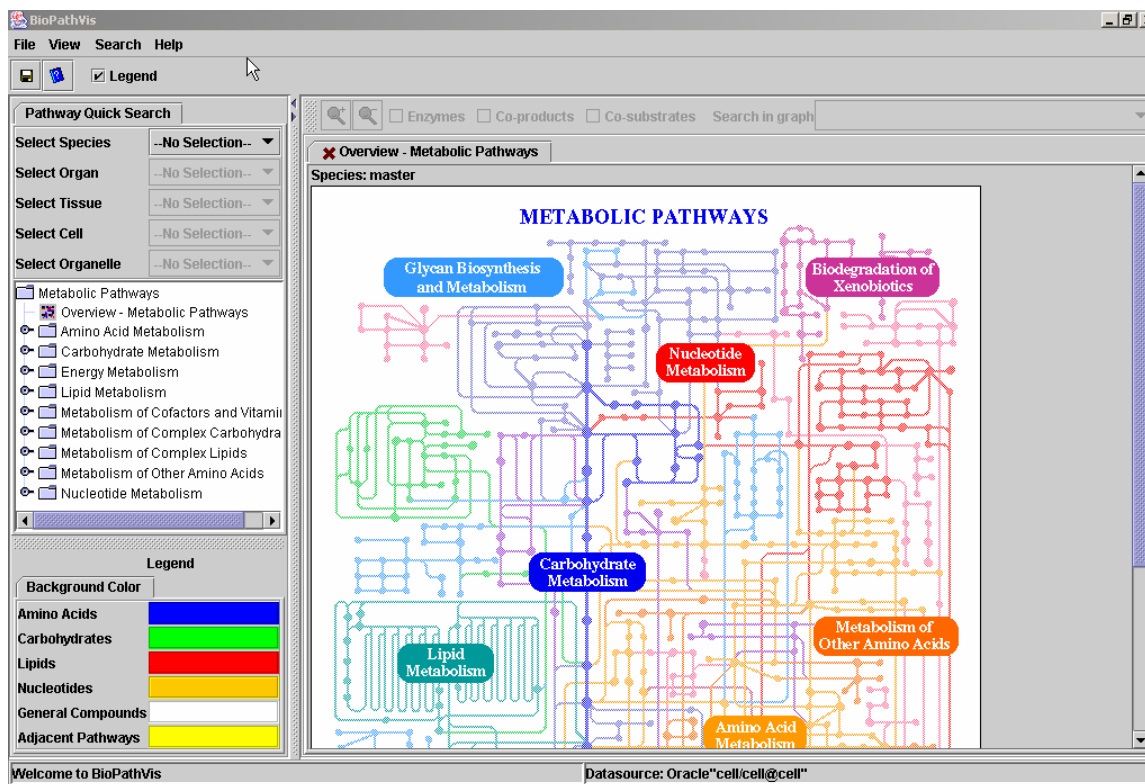 BioPathVis
File View Search Help
Legend
Pathway Quick Search
Select Species --No Selection--
Select Organ --No Selection--
Select Tissue --No Selection--
Select Cell --No Selection--
Select Organelle --No Selection--
Metabolic Pathways
Overview - Metabolic Pathways
Amino Acid Metabolism
Carbohydrate Metabolism
Energy Metabolism
Lipid Metabolism
Metabolism of Cofactors and Vitami
Metabolism of Complex Carbohydra
Metabolism of Complex Lipids
Metabolism of Other Amino Acids
Nucleotide Metabolism
Legend
Background Color
Amino Acids
Carbohydrates
Lipids
Nucleotides
General Compounds
Adjacent Pathways
Enzymes Co-products Co-substrates Search in graph
Overview - Metabolic Pathways
Species: master
METABOLIC PATHWAYS
Glycan Biosynthesis
and Metabolism
Biodegradation of
Xenobiotics
Nucleotide
Metabolism
Carbohydrate
Metabolism
Metabolism of
Other Amino Acids
Lipid
Metabolism
Amino Acid
Metabolism
Welcome to BioPathVis
Datasource: Oracle"cell/cell@cell"